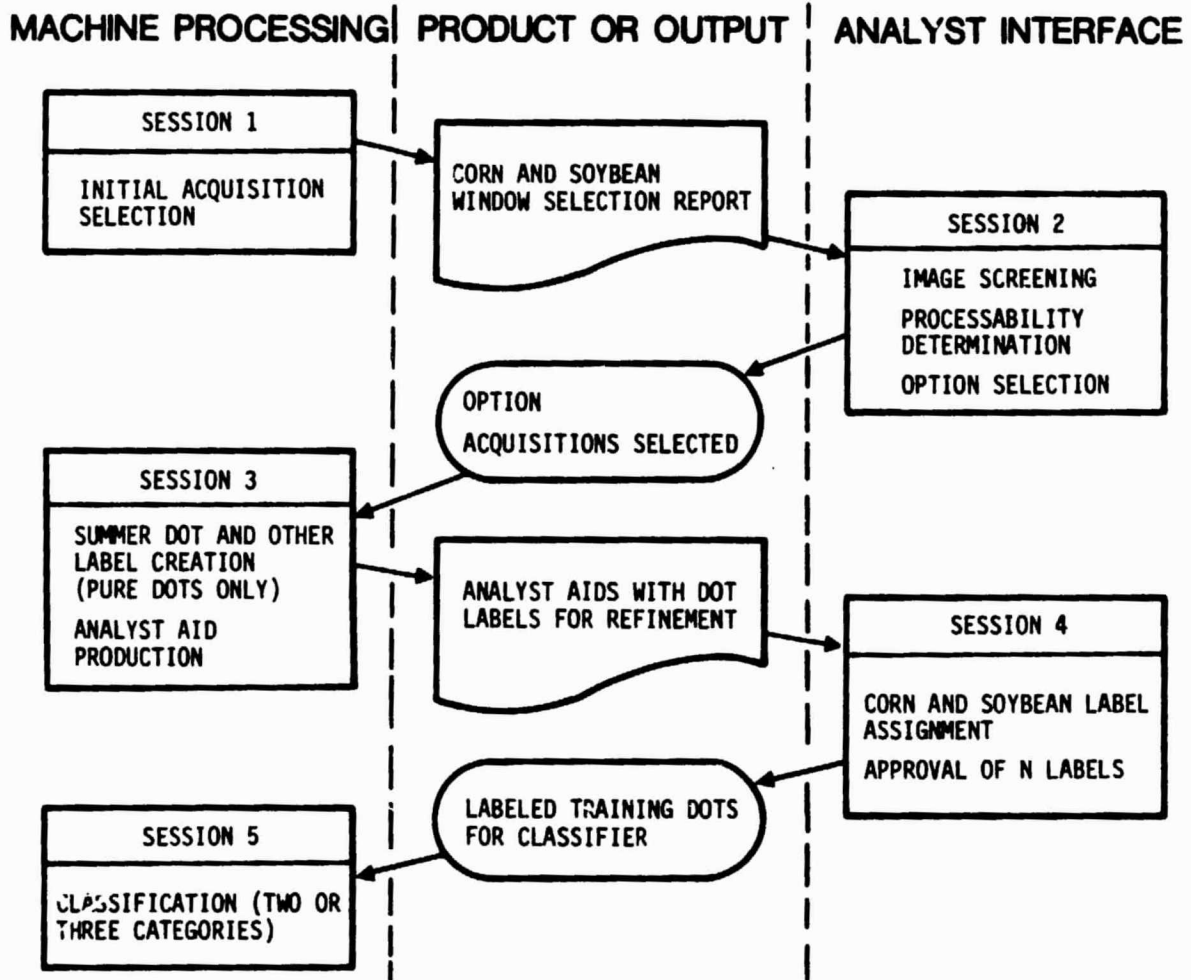 MACHINE PROCESSING
PRODUCT OR OUTPUT
ANALYST INTERFACE
SESSION 1
INITIAL ACQUISITION
SELECTION
CORN AND SOYBEAN
WINDOW SELECTION REPORT
SESSION 2
IMAGE SCREENING
PROCESSABILITY
DETERMINATION
OPTION SELECTION
OPTION
ACQUISITIONS SELECTED
SESSION 3
SUMMER DOT AND OTHER
LABEL CREATION
(PURE DOTS ONLY)
ANALYST AID
PRODUCTION
ANALYST AIDS WITH DOT
LABELS FOR REFINEMENT
SESSION 4
CORN AND SOYBEAN LABEL
ASSIGNMENT
APPROVAL OF N LABELS
LABELED TRAINING DOTS
FOR CLASSIFIER
SESSION 5
CLASSIFICATION (TWO OR
THREE CATEGORIES)